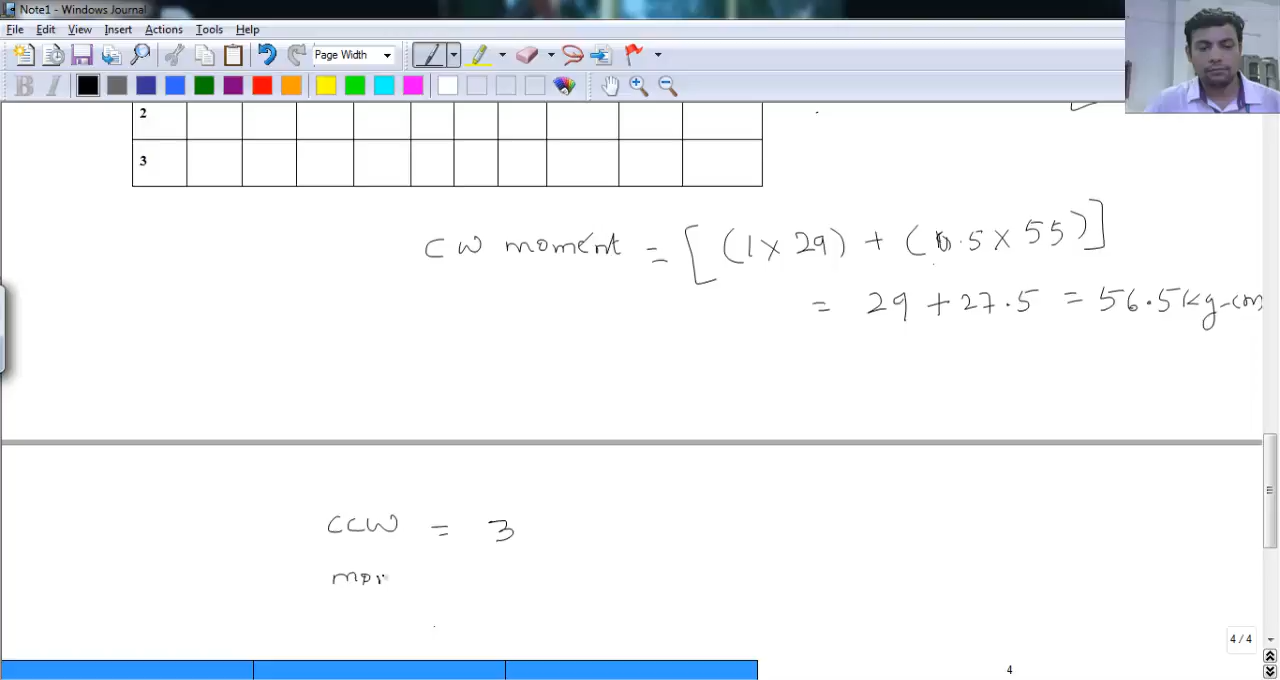 Note1 - Windows Journal
File Edit View Insert Actions Tools Help
Page Width
B I
2
3
CW moment = [(1 x 29) + (0.5 x 55)]
= 29 + 27.5 = 56.5 kg-cm
CCW = 3
mom
4 / 4
4